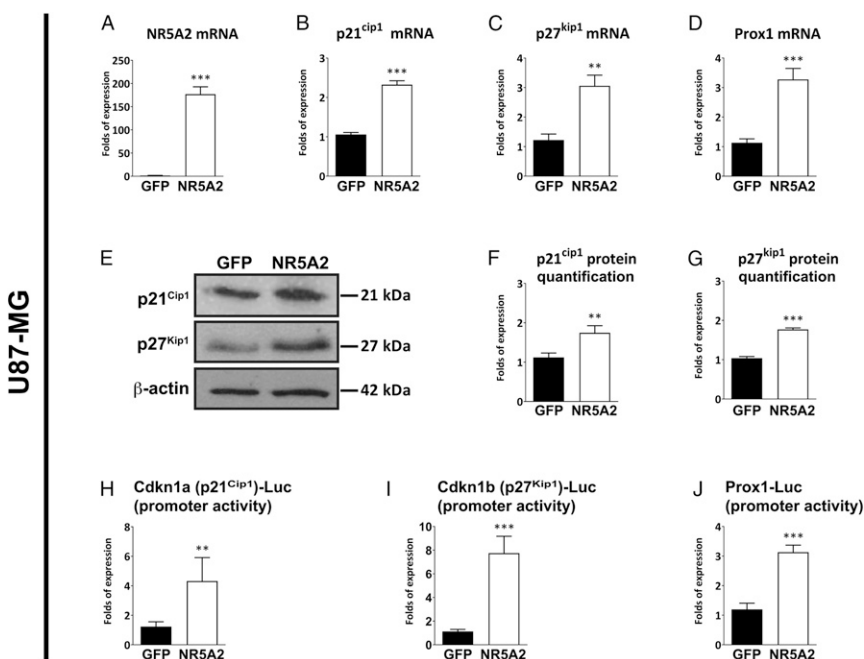 U87-MG
A
NR5A2 mRNA
Folds of expression
250
200
150
100
50
0
***
GFP NR5A2
B
p21cip1 mRNA
Folds of expression
3
2
1
0
***
GFP NR5A2
C
p27kip1 mRNA
Folds of expression
4
3
2
1
0
**
GFP NR5A2
D
Prox1 mRNA
Folds of expression
4
3
2
1
0
***
GFP NR5A2
E
GFP NR5A2
p21Cip1 21 kDa
p27Kip1 27 kDa
β-actin 42 kDa
F
p21cip1 protein
quantification
Folds of expression
3
2
1
0
**
GFP NR5A2
G
p27kip1 protein
quantification
Folds of expression
3
2
1
0
***
GFP NR5A2
H
Cdkn1a (p21Cip1)-Luc
(promoter activity)
Folds of expression
8
6
4
2
0
**
GFP NR5A2
I
Cdkn1b (p27Kip1)-Luc
(promoter activity)
Folds of expression
10
8
6
4
2
0
***
GFP NR5A2
J
Prox1-Luc
(promoter activity)
Folds of expression
4
3
2
1
0
***
GFP NR5A2